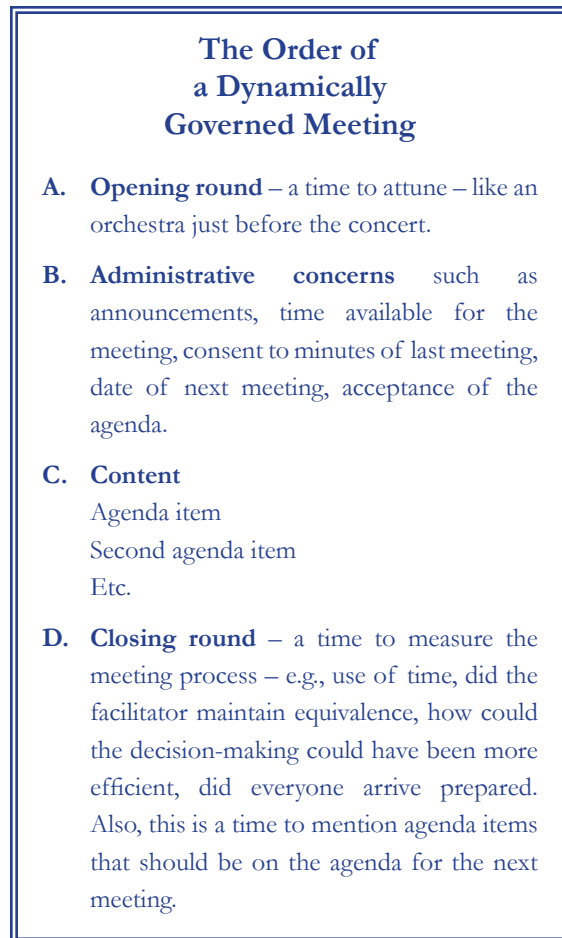 The Order of
a Dynamically
Governed Meeting
A. Opening round – a time to attune – like an
orchestra just before the concert.
B. Administrative concerns such as
announcements, time available for the
meeting, consent to minutes of last meeting,
date of next meeting, acceptance of the
agenda.
C. Content
Agenda item
Second agenda item
Etc.
D. Closing round – a time to measure the
meeting process – e.g., use of time, did the
facilitator maintain equivalence, how could
the decision-making could have been more
efficient, did everyone arrive prepared.
Also, this is a time to mention agenda items
that should be on the agenda for the next
meeting.